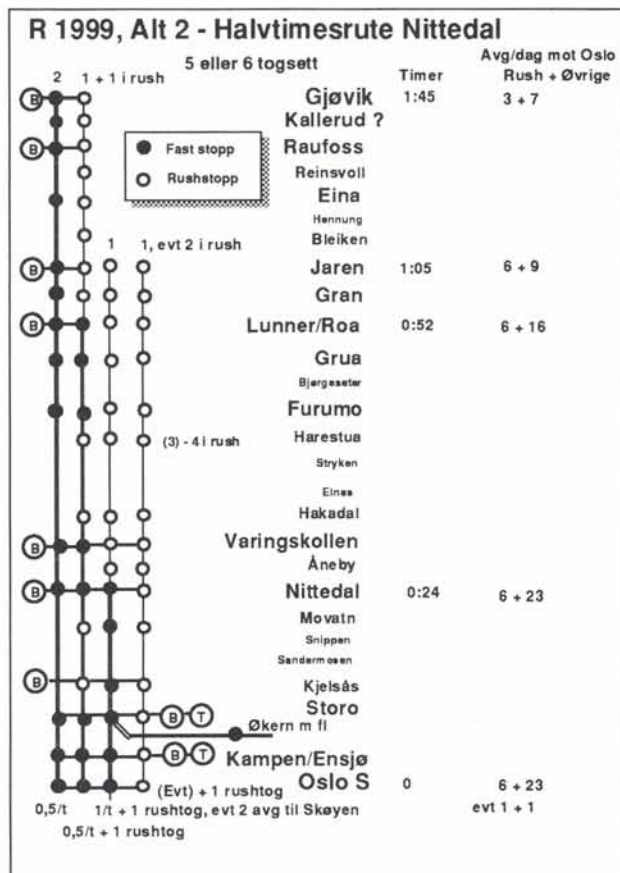 R 1999, Alt 2 - Halvtimesrute Nittedal
5 eller 6 togsett
Avg/dag mot Oslo
2 1 + 1 i rush
Timer Rush + Øvrige
B Gjøvik 1:45 3 + 7
Kallerud ?
Fast stopp
Rushstopp
B Raufoss
Reinsvoll
Eina
Hennung
Bleiken
1 1, evt 2 i rush
B Jaren 1:05 6 + 9
Gran
B Lunner/Roa 0:52 6 + 16
Grua
Bjørgeseter
Furumo
(3) - 4 i rush Harestua
Stryken
Elnes
Hakadal
B Varingskollen
Åneby
B Nittedal 0:24 6 + 23
Movatn
Snippen
Sandermosen
B Kjelsås
B T Storo
Økern m fl
B T Kampen/Ensjø
Oslo S 0 6 + 23
(Evt) + 1 rushtog
0,5/t 1/t + 1 rushtog, evt 2 avg til Skøyen evt 1 + 1
0,5/t + 1 rushtog